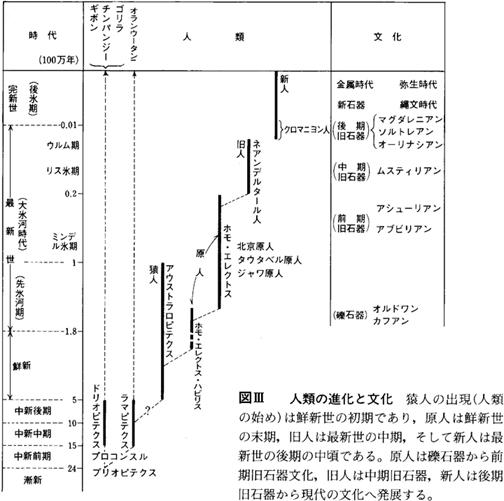 時代
(100万年)
ギボン
チンパンジー
ゴリラ
オランウータン
人類
文化
完新世
(後氷期)
0.01
ウルム期
リス氷期
0.2
最新世
(大氷河時代)
ミンデル氷期
1
(先氷河期)
1.8
鮮新
5
中新後期
10
中新中期
15
中新前期
24
漸新
ドリオピテクス
ラマピテクス
プロコンスル
プリオピテクス
?
猿人
アウストラロピテクス
原人
ホモ・エレクトス・ハビリス
ホモ・エレクトス
北京原人
タウタベル原人
ジャワ原人
旧人
ネアンデルタール人
新人
クロマニヨン人
金属時代 弥生時代
新石器 縄文時代
(後期旧石器)
マグダレニアン
ソルトレアン
オーリナシアン
(中期旧石器) ムスティリアン
(前期旧石器)
アシューリアン
アブビリアン
(礫石器)
オルドワン
カフアン
図Ⅲ 人類の進化と文化 猿人の出現(人類
の始め)は鮮新世の初期であり，原人は鮮新世
の末期，旧人は最新世の中期，そして新人は最
新世の後期の中頃である。原人は礫石器から前
期旧石器文化，旧人は中期旧石器，新人は後期
旧石器から現代の文化へ発展する。